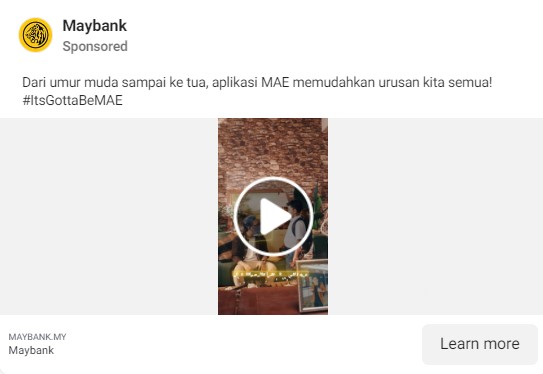 Maybank
Sponsored
Dari umur muda sampai ke tua, aplikasi MAE memudahkan urusan kita semua!
#ItsGottaBeMAE
MAYBANK.MY
Maybank
Learn more